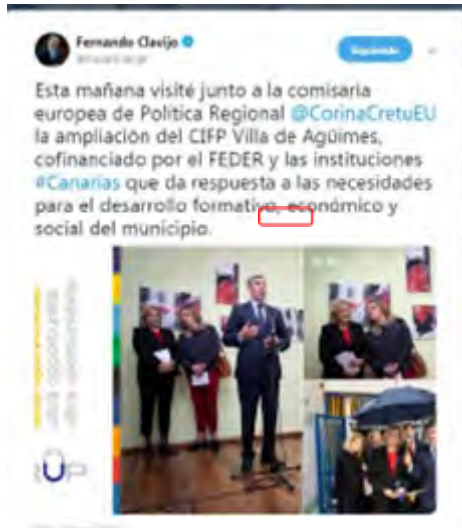 Fernando Clavijo
Siguiendo
Esta mañana visité junto a la comisaria
europea de Política Regional @CorinaCretuEU
la ampliación del CIFP Villa de Agüimes,
cofinanciado por el FEDER y las instituciones
#Canarias que da respuesta a las necesidades
para el desarrollo formativo, económico y
social del municipio.